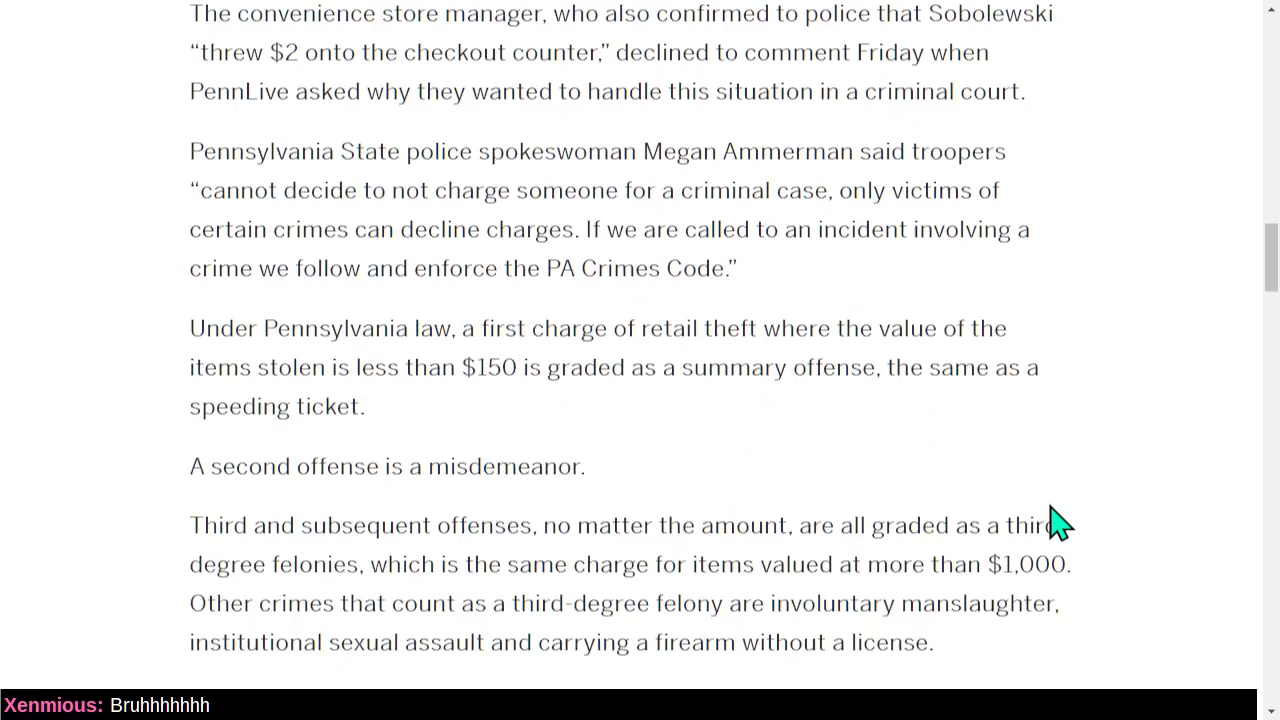 The convenience store manager, who also confirmed to police that Sobolewski
“threw $2 onto the checkout counter,” declined to comment Friday when
PennLive asked why they wanted to handle this situation in a criminal court.
Pennsylvania State police spokeswoman Megan Ammerman said troopers
“cannot decide to not charge someone for a criminal case, only victims of
certain crimes can decline charges. If we are called to an incident involving a
crime we follow and enforce the PA Crimes Code.”
Under Pennsylvania law, a first charge of retail theft where the value of the
items stolen is less than $150 is graded as a summary offense, the same as a
speeding ticket.
A second offense is a misdemeanor.
Third and subsequent offenses, no matter the amount, are all graded as a third-
degree felonies, which is the same charge for items valued at more than $1,000.
Other crimes that count as a third-degree felony are involuntary manslaughter,
institutional sexual assault and carrying a firearm without a license.
Xenmious: Bruhhhhhhh